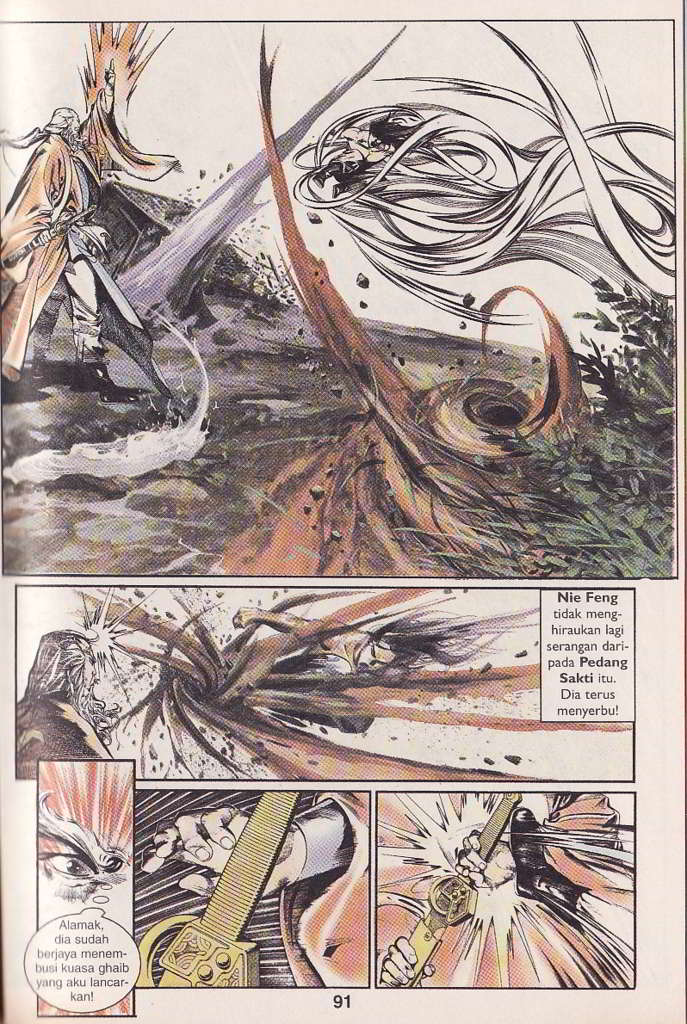 Nie Feng
tidak meng-
hiraukan lagi
serangan dari-
pada Pedang
Sakti itu.
Dia terus
menyerbu!
Alamak,
dia sudah
berjaya menem-
busi kuasa ghaib
yang aku lancar-
kan!
91